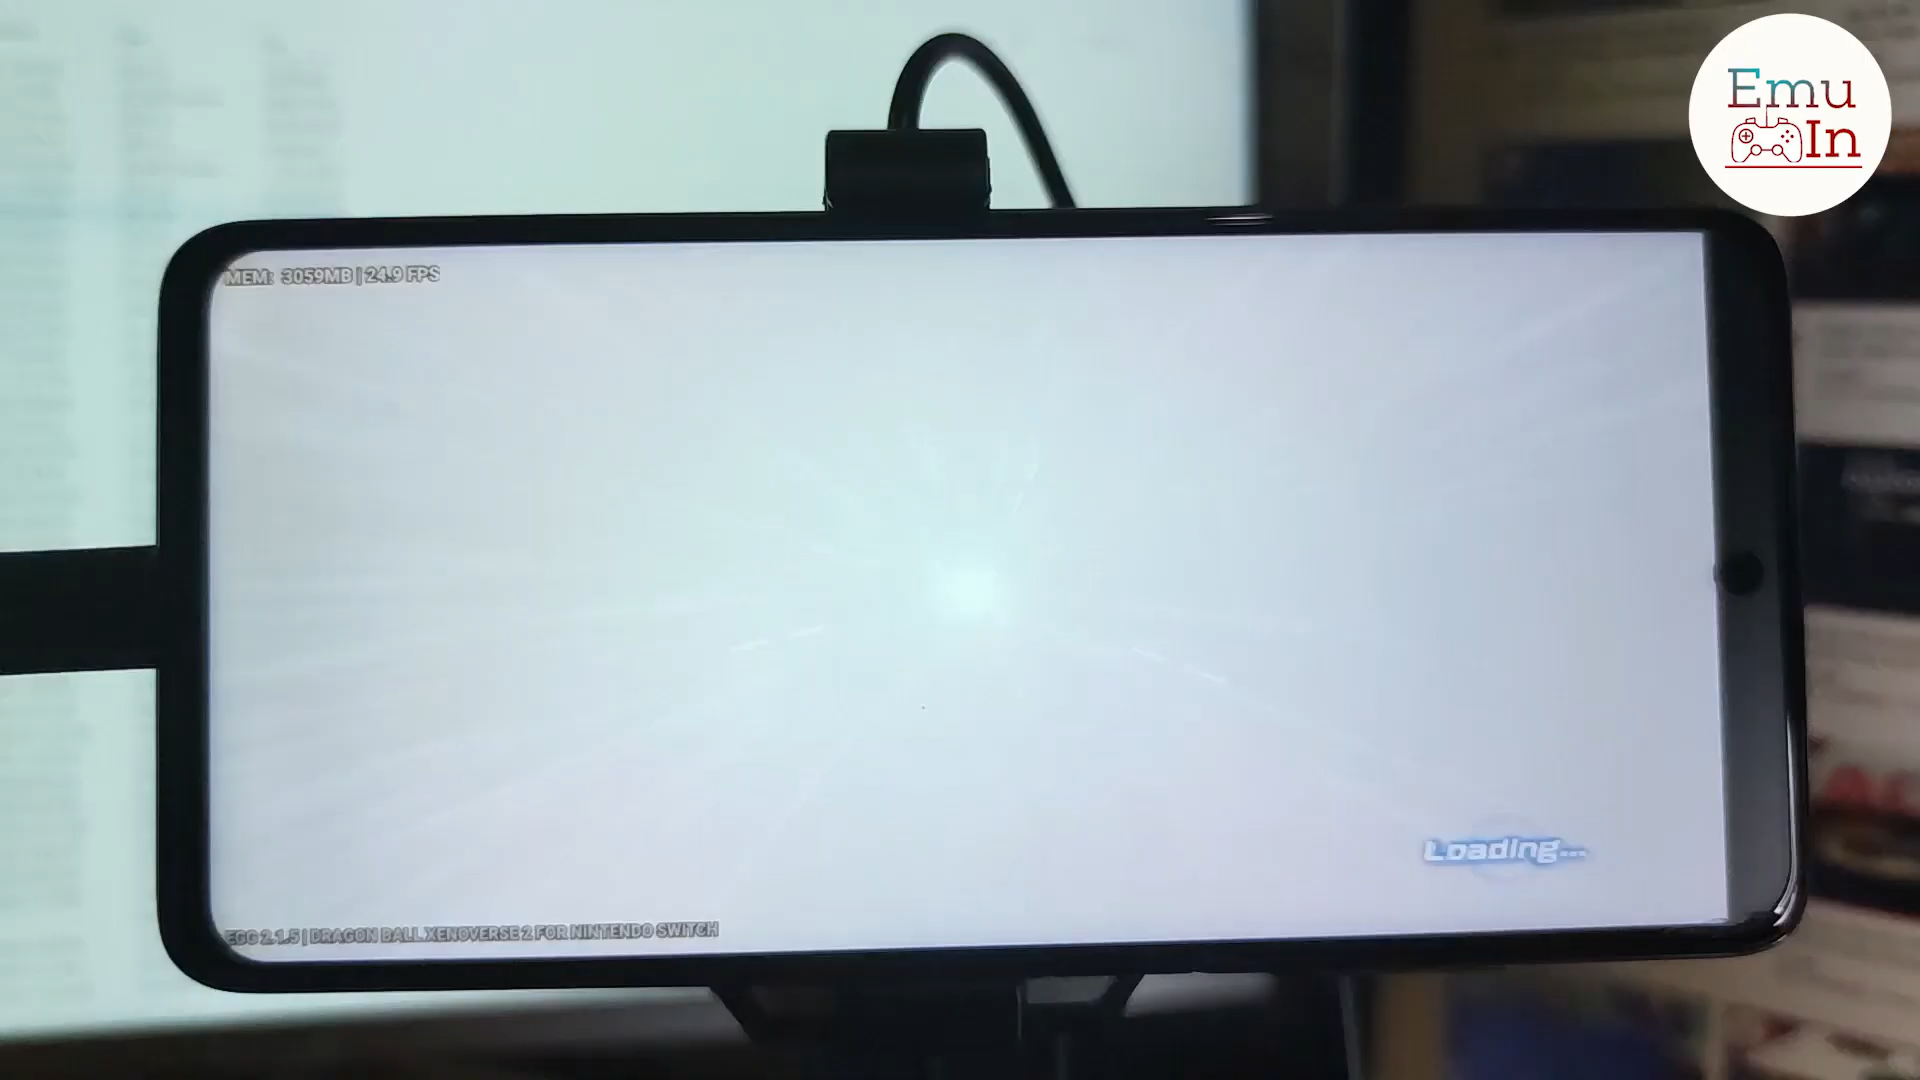 Emu
In
MEM: 3059MB | 24.9 FPS
Loading...
EGG 2.1.5 | DRAGON BALL XENOVERSE 2 FOR NINTENDO SWITCH